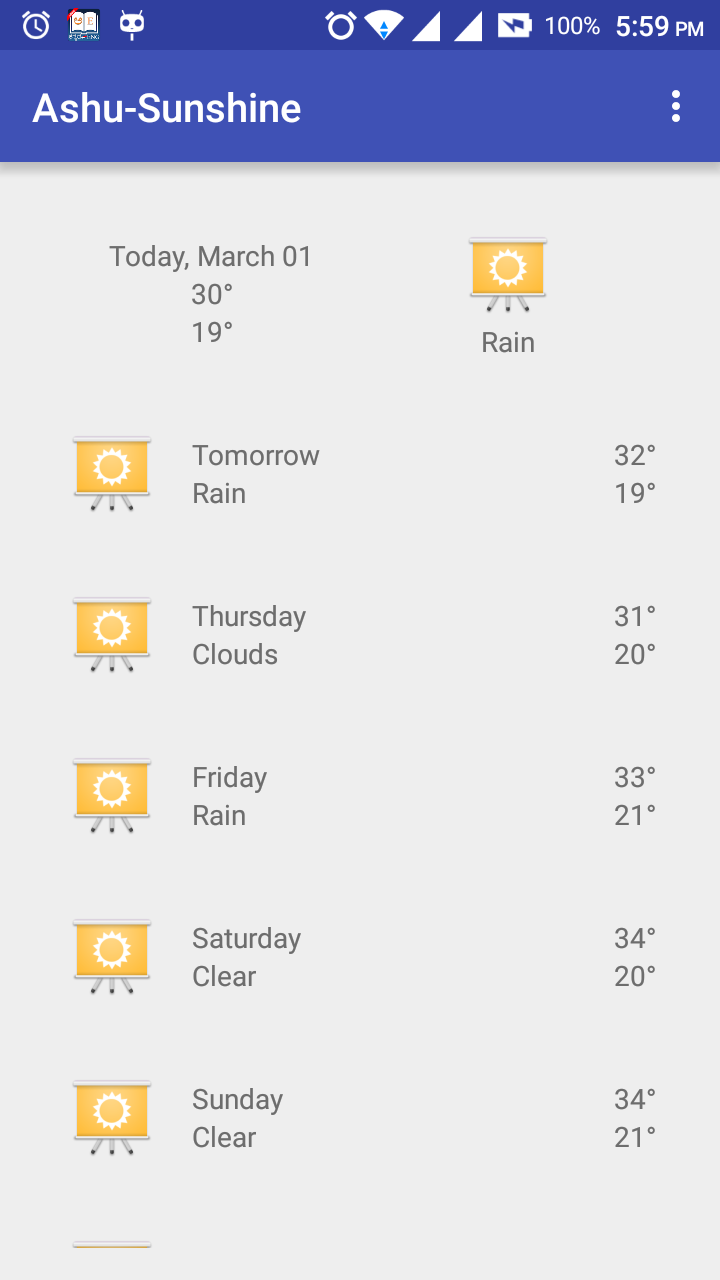 100% 5:59 PM
Ashu-Sunshine
Today, March 01
30°
19°
Rain
Tomorrow 32°
Rain 19°
Thursday 31°
Clouds 20°
Friday 33°
Rain 21°
Saturday 34°
Clear 20°
Sunday 34°
Clear 21°